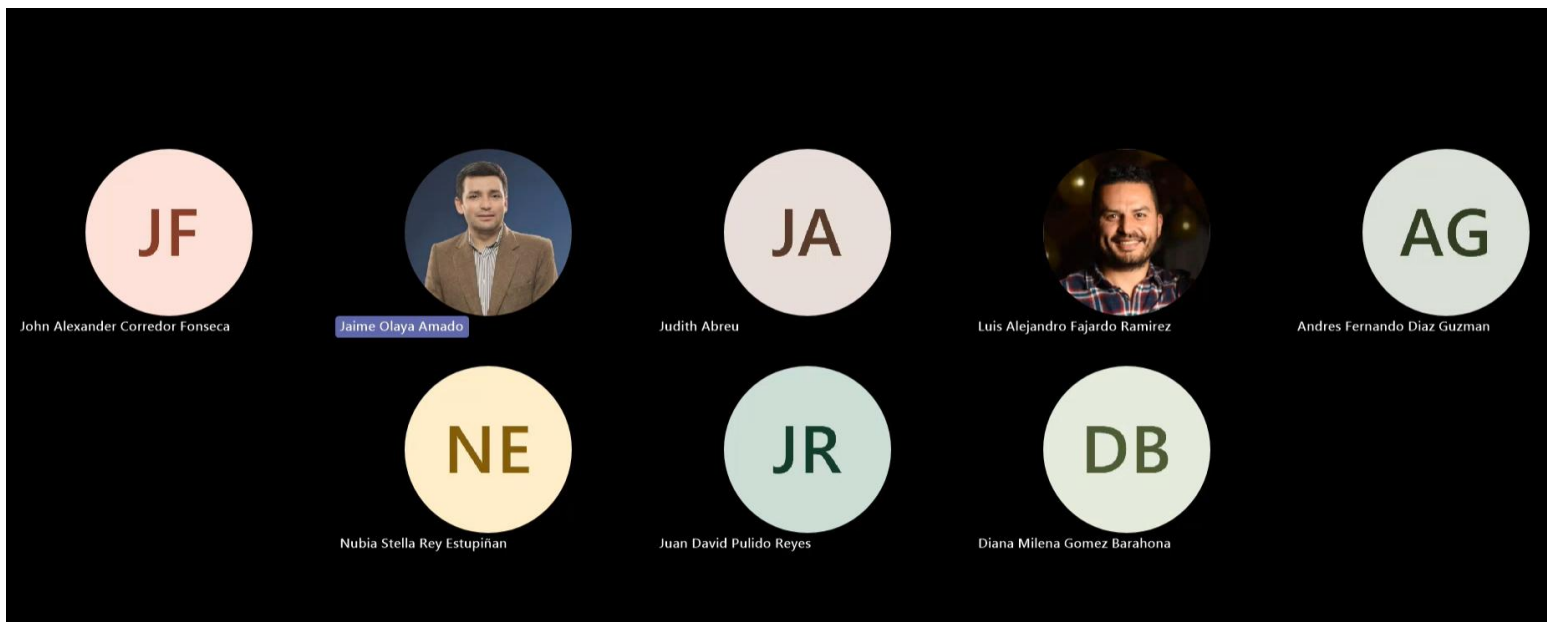 JF
JA
AG
John Alexander Corredor Fonseca
Jaime Olaya Amado
Judith Abreu
Luis Alejandro Fajardo Ramirez
Andres Fernando Diaz Guzman
NE
JR
DB
Nubia Stella Rey Estupiñan
Juan David Pulido Reyes
Diana Milena Gomez Barahona